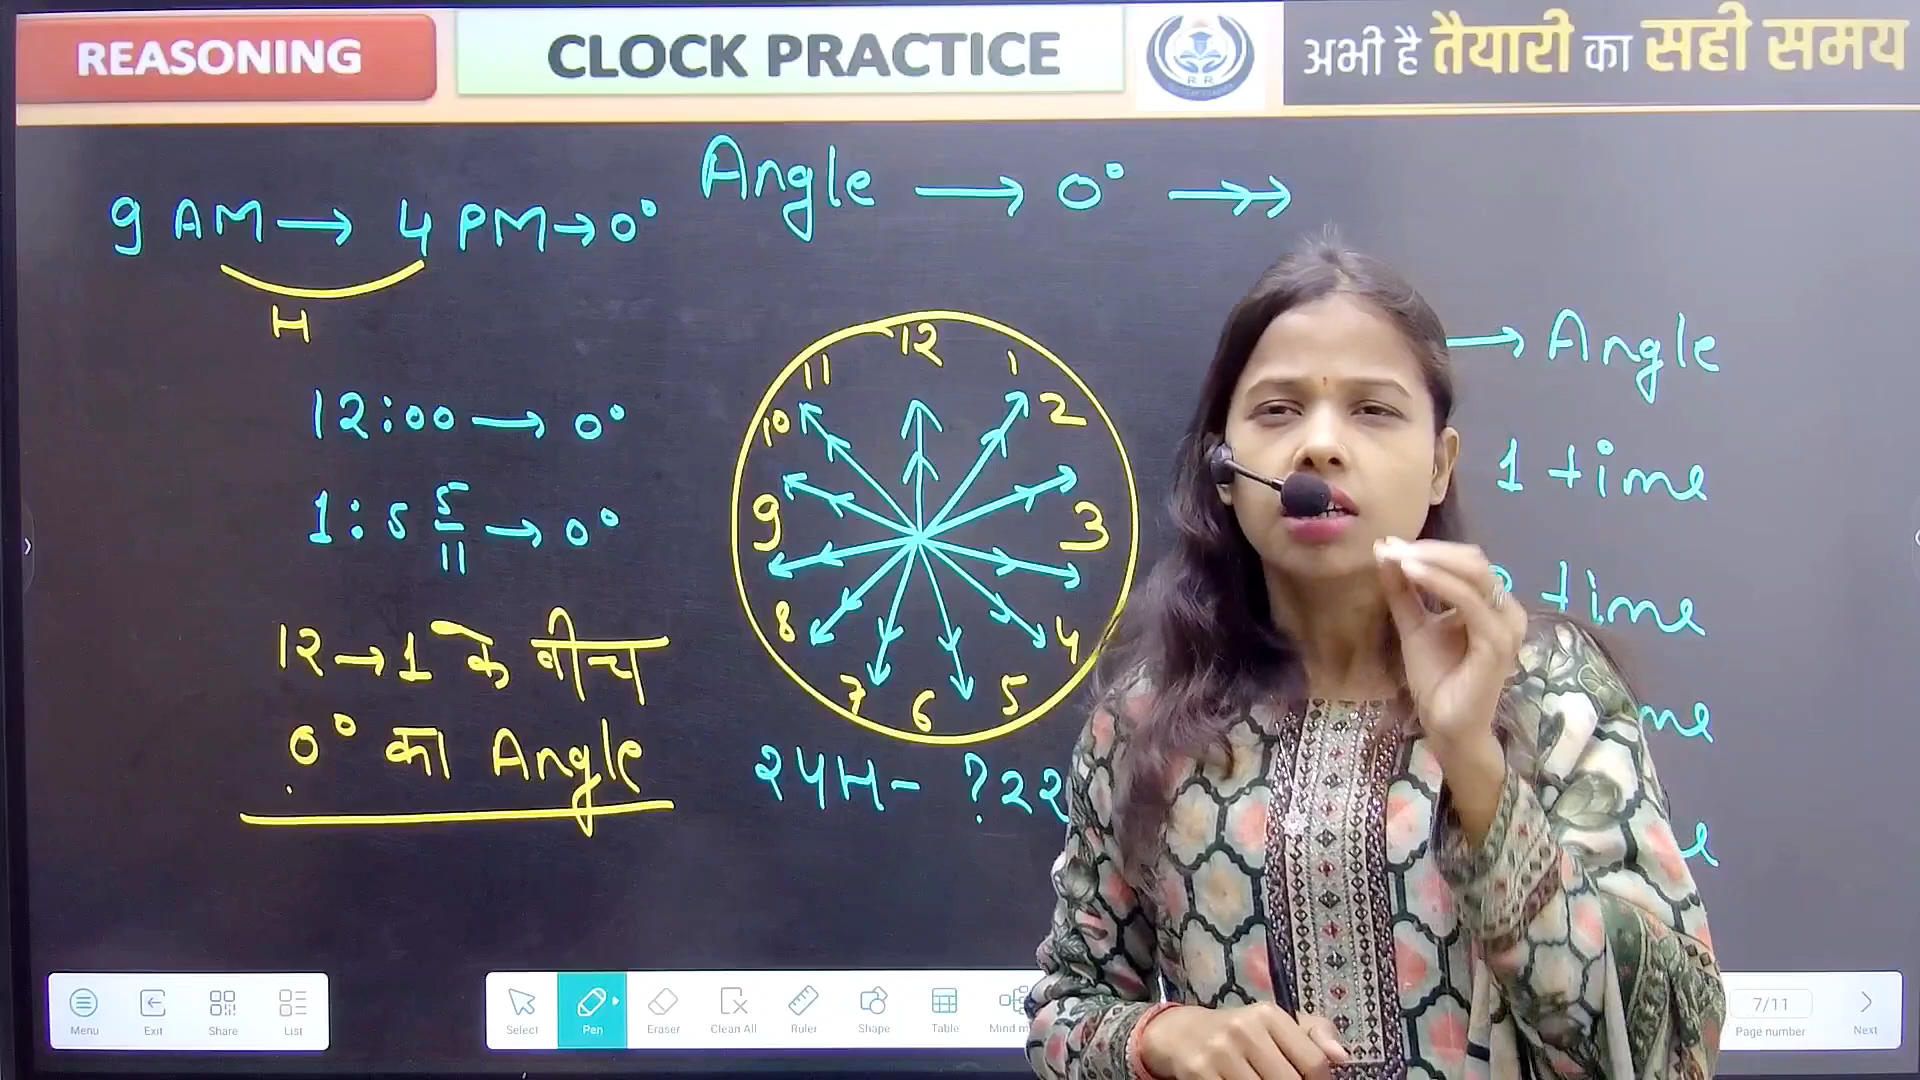 REASONING
CLOCK PRACTICE
R R
अभी है तैयारी का सही समय
Angle → 0° →
9 AM → 4 PM → 0°
H
12:00 → 0°
1:5 5/11 → 0°
12 → 1 के बीच
0° का Angle
12
1
2
3
4
5
6
7
8
9
10
11
24H- ? 22
→ Angle
1 time
time
me
Menu
Exit
Share
List
Select
Pen
Eraser
Clean All
Ruler
Shape
Table
Mind m
7/11
Page number
Next